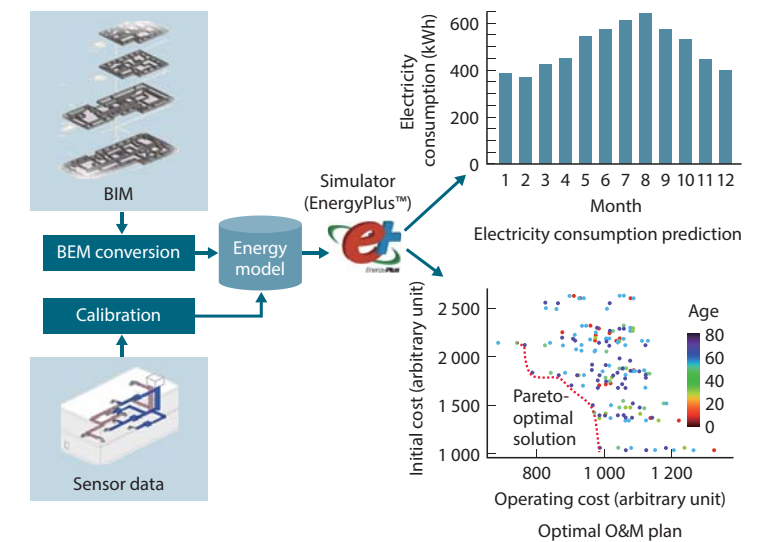 BIM
BEM conversion
Calibration
Sensor data
Energy
model
Simulator
(EnergyPlus™)
e+
EnergyPlus
Electricity
consumption (kWh)
600
400
200
0
1 2 3 4 5 6 7 8 9 10 11 12
Month
Electricity consumption prediction
Initial cost (arbitrary unit)
2 500
2 000
1 500
1 000
Pareto-
optimal
solution
Age
80
60
40
20
0
800 1 000 1 200
Operating cost (arbitrary unit)
Optimal O&M plan